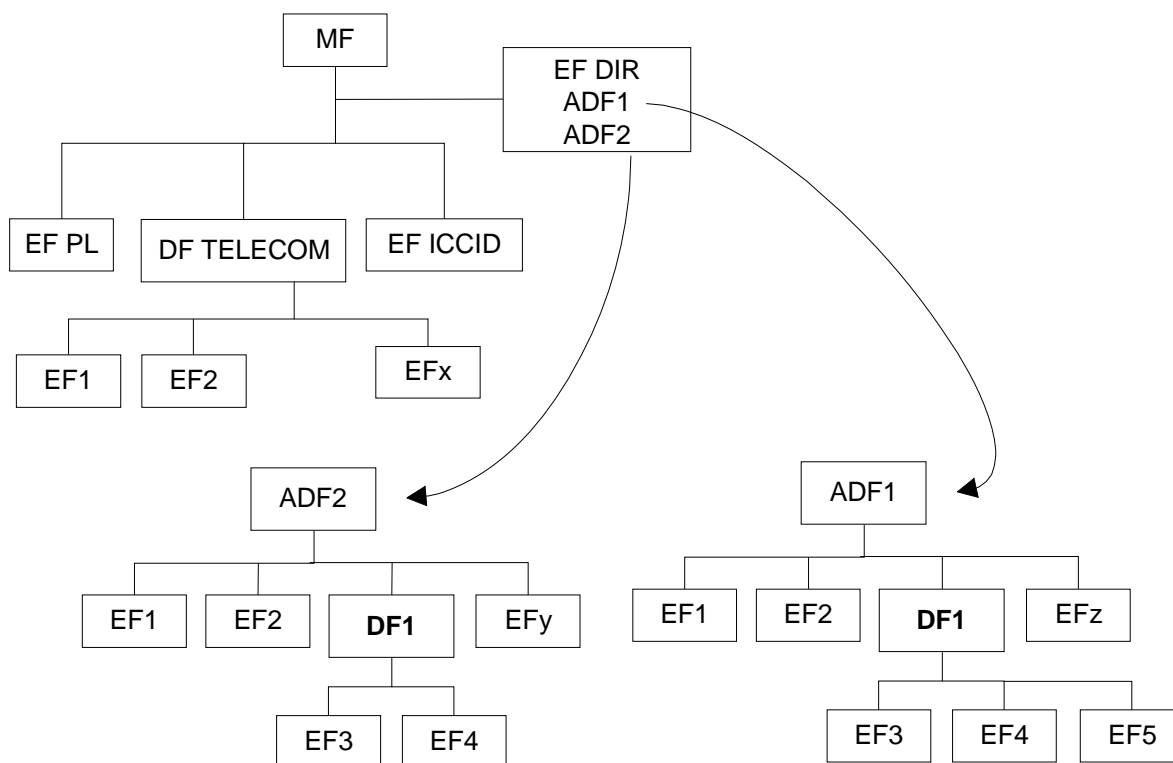 MF
EF DIR
ADF1
ADF2
EF PL
DF TELECOM
EF ICCID
EF1
EF2
EFx
ADF2
ADF1
EF1
EF2
DF1
EFy
EF1
EF2
DF1
EFz
EF3
EF4
EF3
EF4
EF5